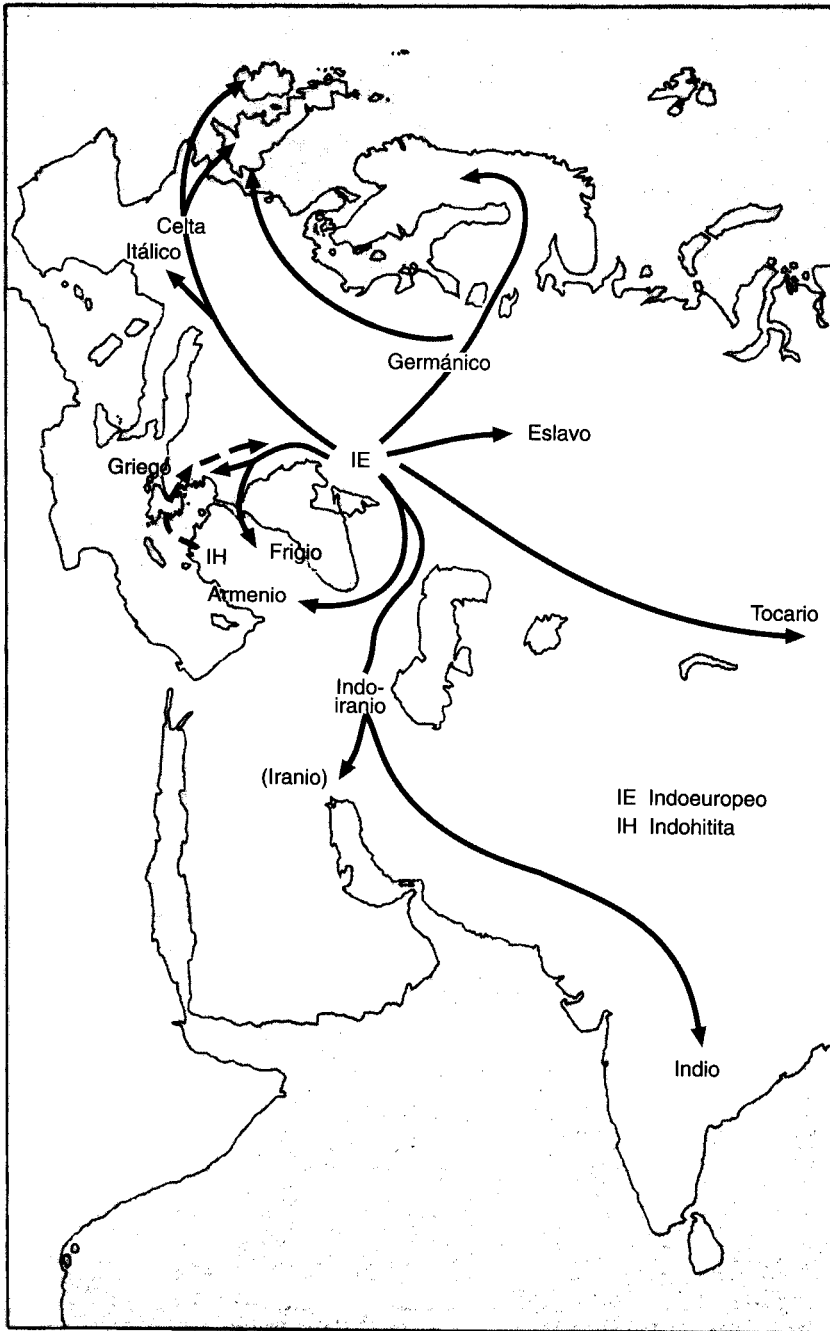 Celta
Itálico
Germánico
Eslavo
Griego
IE
IH
Frigio
Armenio
Tocario
Indo-
iranio
(Iranio)
IE Indoeuropeo
IH Indohitita
Indio